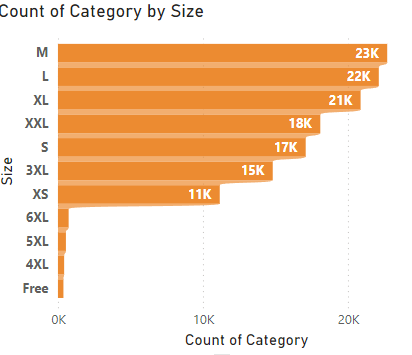 Count of Category by Size
Size
M 23K
L 22K
XL 21K
XXL 18K
S 17K
3XL 15K
XS 11K
6XL
5XL
4XL
Free
0K 10K 20K
Count of Category